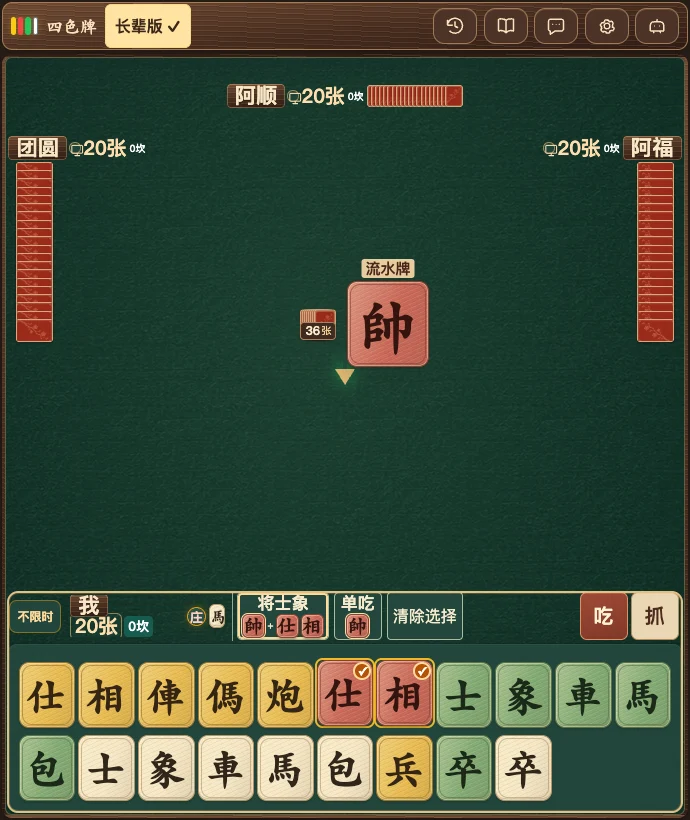 四色牌 长辈版
阿顺 20张 0坎
团圆 20张 0坎
20张 0坎 阿福
流水牌
36张
帥
不限时
我
20张 0坎
庄 馬
将士象
帥+仕相
单吃
帥
清除选择
吃 抓
仕 相 俥 傌 炮 仕 相 士 象 車 馬
包 士 象 車 馬 包 兵 卒 卒